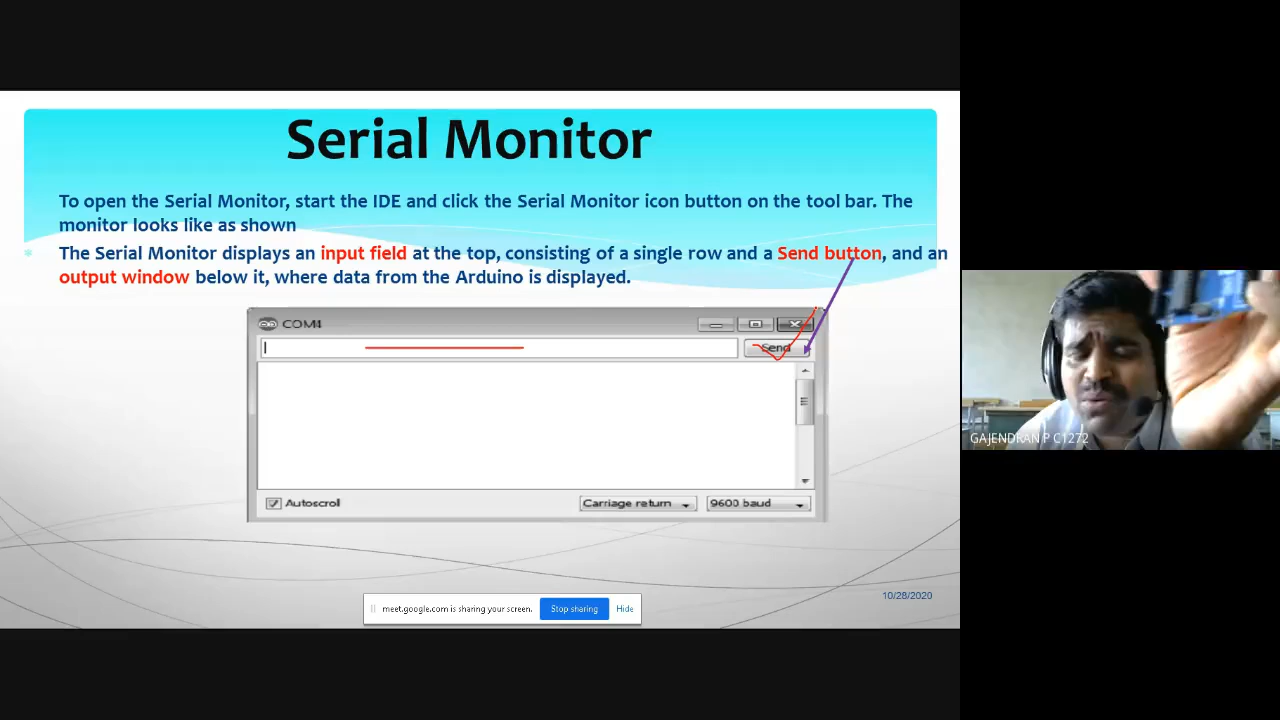 Serial Monitor
To open the Serial Monitor, start the IDE and click the Serial Monitor icon button on the tool bar. The
monitor looks like as shown
* The Serial Monitor displays an input field at the top, consisting of a single row and a Send button, and an
output window below it, where data from the Arduino is displayed.
COM4
Send
Autoscroll
Carriage return
9600 baud
GAJENDRAN P C1272
10/28/2020
meet.google.com is sharing your screen.
Stop sharing
Hide